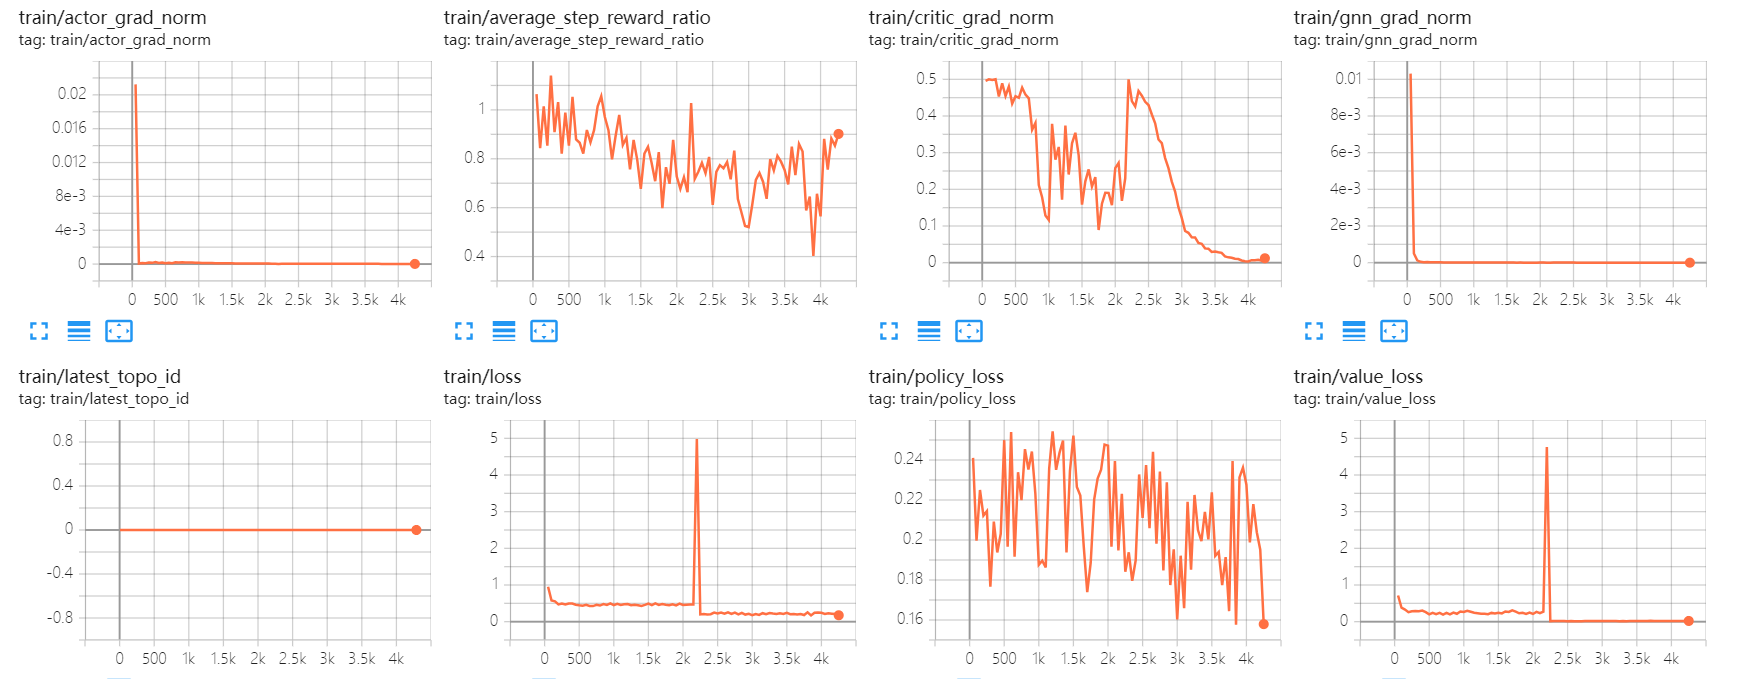 train/actor_grad_norm
tag: train/actor_grad_norm
0.02
0.016
0.012
8e-3
4e-3
0
0 500 1k 1.5k 2k 2.5k 3k 3.5k 4k
train/average_step_reward_ratio
tag: train/average_step_reward_ratio
1
0.8
0.6
0.4
0 500 1k 1.5k 2k 2.5k 3k 3.5k 4k
train/critic_grad_norm
tag: train/critic_grad_norm
0.5
0.4
0.3
0.2
0.1
0
0 500 1k 1.5k 2k 2.5k 3k 3.5k 4k
train/gnn_grad_norm
tag: train/gnn_grad_norm
0.01
8e-3
6e-3
4e-3
2e-3
0
0 500 1k 1.5k 2k 2.5k 3k 3.5k 4k
train/latest_topo_id
tag: train/latest_topo_id
0.8
0.4
0
-0.4
-0.8
0 500 1k 1.5k 2k 2.5k 3k 3.5k 4k
train/loss
tag: train/loss
5
4
3
2
1
0
0 500 1k 1.5k 2k 2.5k 3k 3.5k 4k
train/policy_loss
tag: train/policy_loss
0.24
0.22
0.2
0.18
0.16
0 500 1k 1.5k 2k 2.5k 3k 3.5k 4k
train/value_loss
tag: train/value_loss
5
4
3
2
1
0
0 500 1k 1.5k 2k 2.5k 3k 3.5k 4k